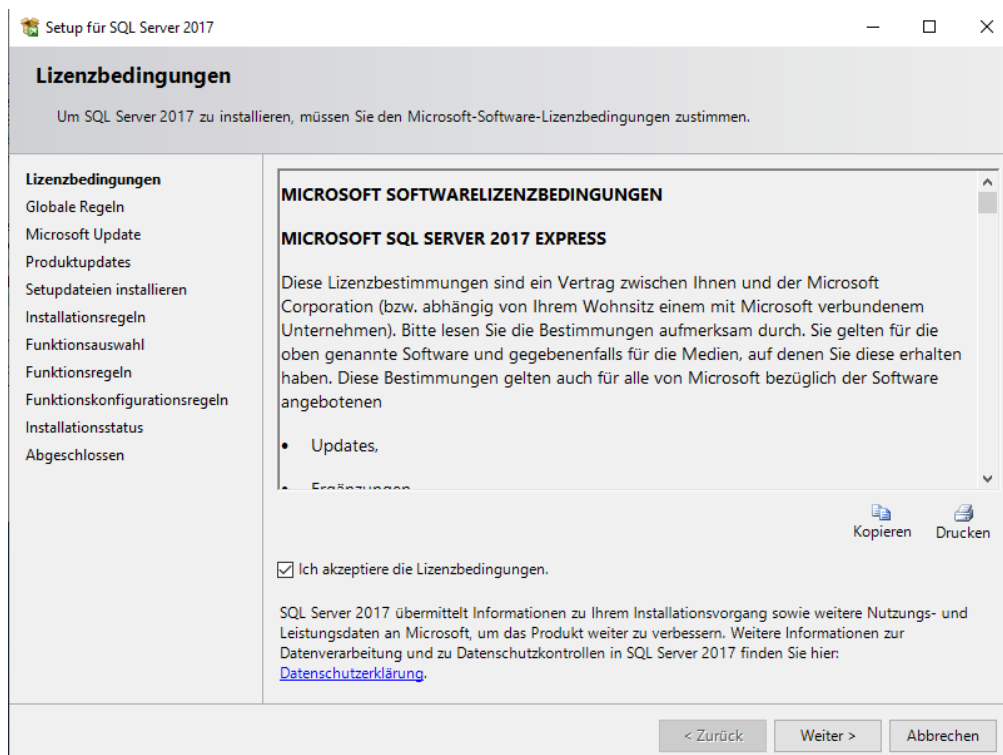 Setup für SQL Server 2017
Lizenzbedingungen
Um SQL Server 2017 zu installieren, müssen Sie den Microsoft-Software-Lizenzbedingungen zustimmen.
Lizenzbedingungen
Globale Regeln
Microsoft Update
Produktupdates
Setupdateien installieren
Installationsregeln
Funktionsauswahl
Funktionsregeln
Funktionskonfigurationsregeln
Installationsstatus
Abgeschlossen
MICROSOFT SOFTWARELIZENZBEDINGUNGEN
MICROSOFT SQL SERVER 2017 EXPRESS
Diese Lizenzbestimmungen sind ein Vertrag zwischen Ihnen und der Microsoft
Corporation (bzw. abhängig von Ihrem Wohnsitz einem mit Microsoft verbundenem
Unternehmen). Bitte lesen Sie die Bestimmungen aufmerksam durch. Sie gelten für die
oben genannte Software und gegebenenfalls für die Medien, auf denen Sie diese erhalten
haben. Diese Bestimmungen gelten auch für alle von Microsoft bezüglich der Software
angebotenen
• Updates,
• Ergänzungen
Kopieren Drucken
Ich akzeptiere die Lizenzbedingungen.
SQL Server 2017 übermittelt Informationen zu Ihrem Installationsvorgang sowie weitere Nutzungs- und
Leistungsdaten an Microsoft, um das Produkt weiter zu verbessern. Weitere Informationen zur
Datenverarbeitung und zu Datenschutzkontrollen in SQL Server 2017 finden Sie hier:
Datenschutzerklärung.
< Zurück Weiter > Abbrechen